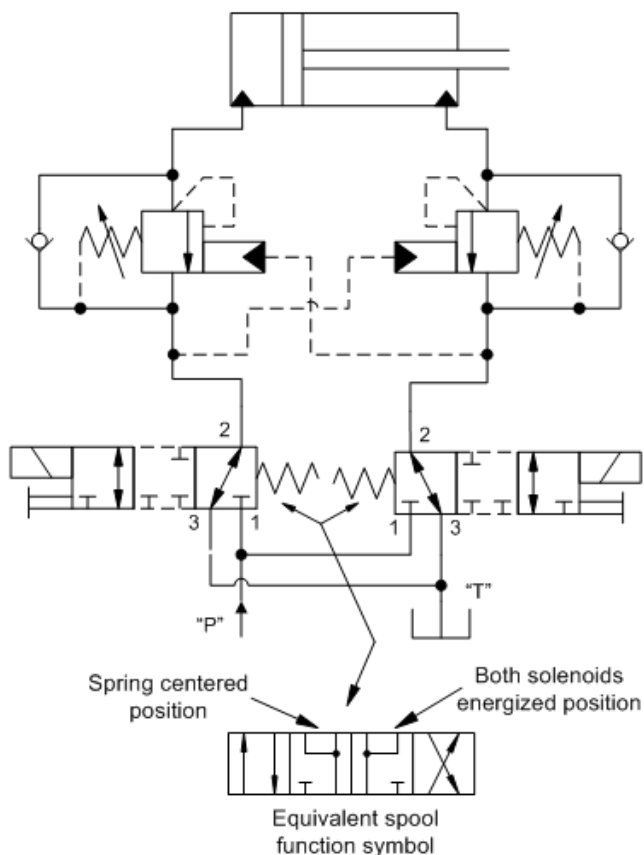 2
2
3
1
1
3
“P”
“T”
Spring centered
position
Both solenoids
energized position
Equivalent spool
function symbol